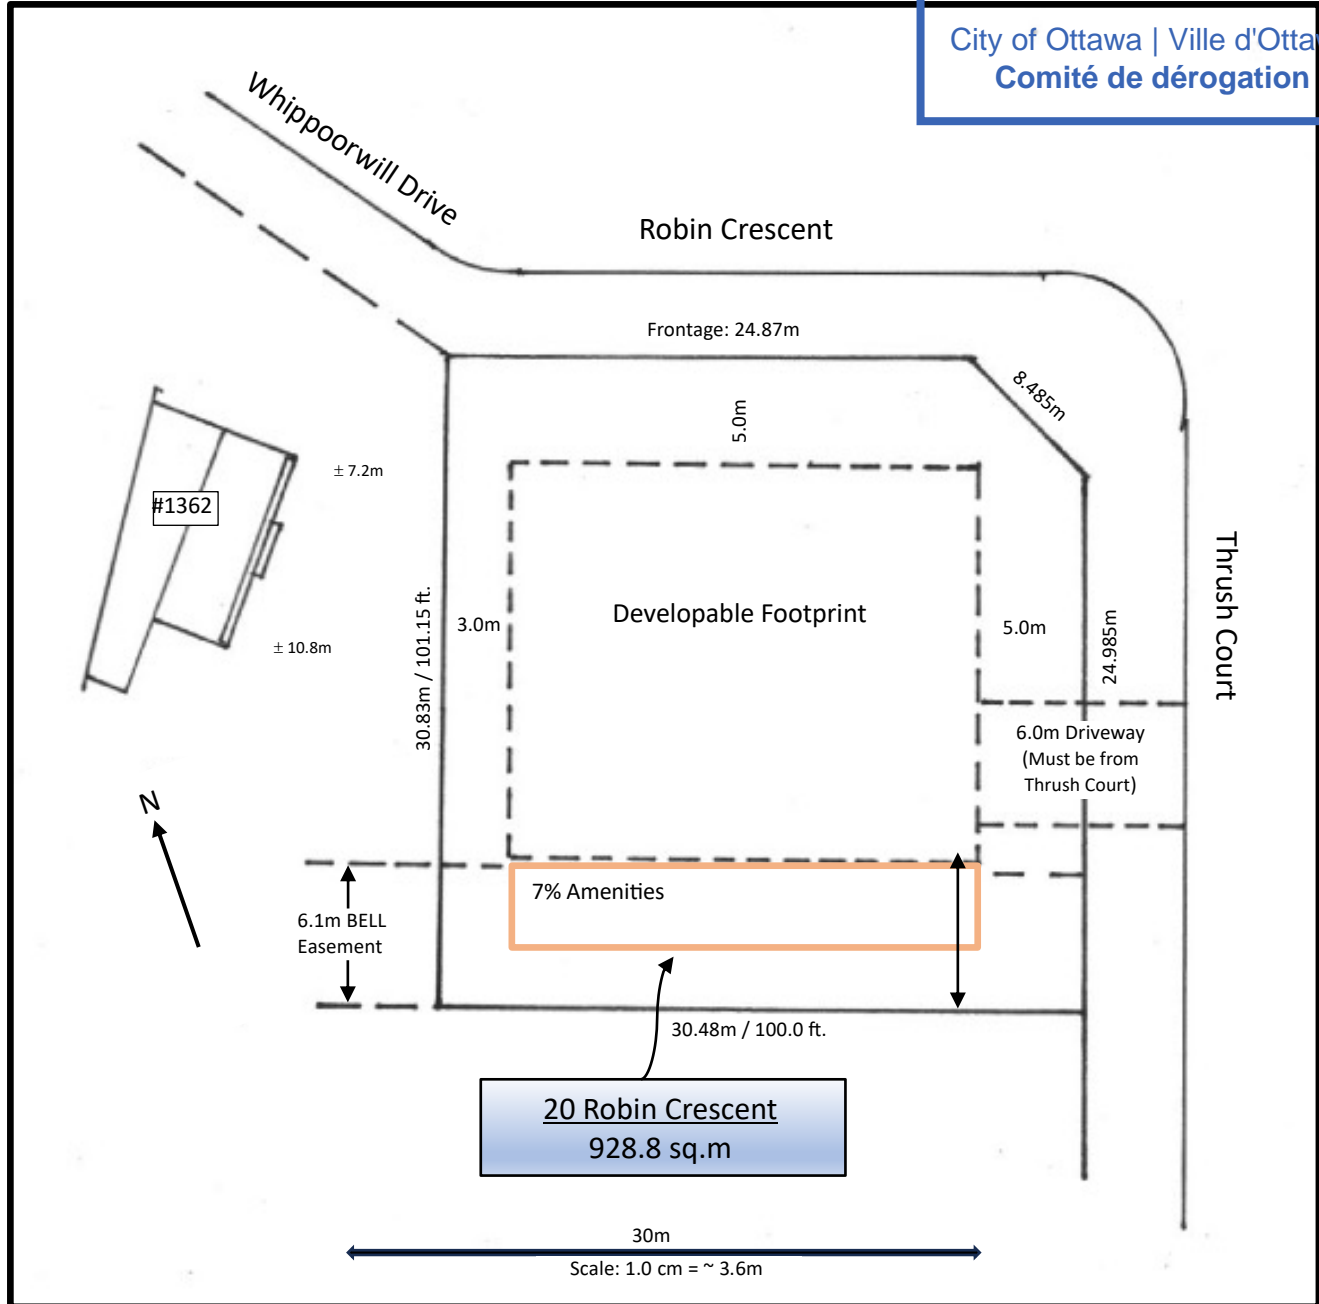 City of Ottawa | Ville d'Otta
Comité de dérogation
Whippoorwill Drive
Robin Crescent
Frontage: 24.87m
8.485m
5.0m
± 7.2m
#1362
Thrush Court
Developable Footprint
3.0m
5.0m
24.985m
30.83m / 101.15 ft.
± 10.8m
6.0m Driveway
(Must be from
Thrush Court)
N
7% Amenities
6.1m BELL
Easement
30.48m / 100.0 ft.
20 Robin Crescent
928.8 sq.m
30m
Scale: 1.0 cm = ~ 3.6m